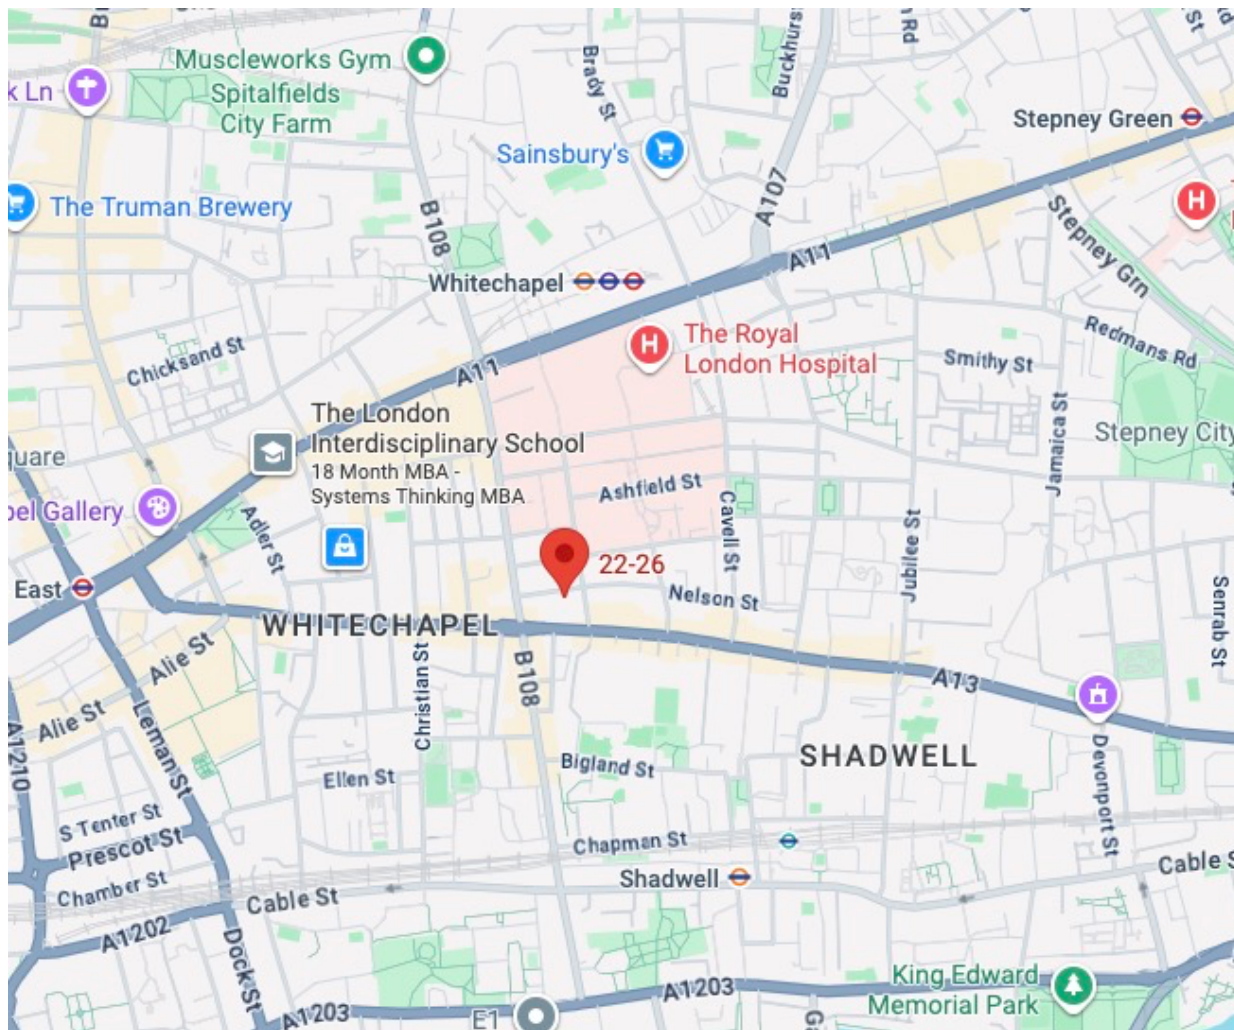 Muscleworks Gym
Spitalfields
City Farm
k Ln
The Truman Brewery
Brady St
Sainsbury's
A107
Stepney Green
Stepney Grn
B108
Whitechapel
A11
A11
The Royal
London Hospital
Redmans Rd
Smithy St
Chicksand St
The London
Interdisciplinary School
18 Month MBA -
Systems Thinking MBA
Jamaica St
Stepney City
quare
pel Gallery
Adler St
Ashfield St
Cavell St
Jubilee St
East
22-26
Nelson St
Senrab St
WHITECHAPEL
Alie St
Alie St
Christian St
B108
A13
A1210
Leman St
SHADWELL
Bigland St
Ellen St
Devonport St
S Tenter St
Prescot St
Chapman St
Chamber St
Cable St
Shadwell
Cable S
A1202
Dock St
A1203
E1
A1203
King Edward
Memorial Park
H
H